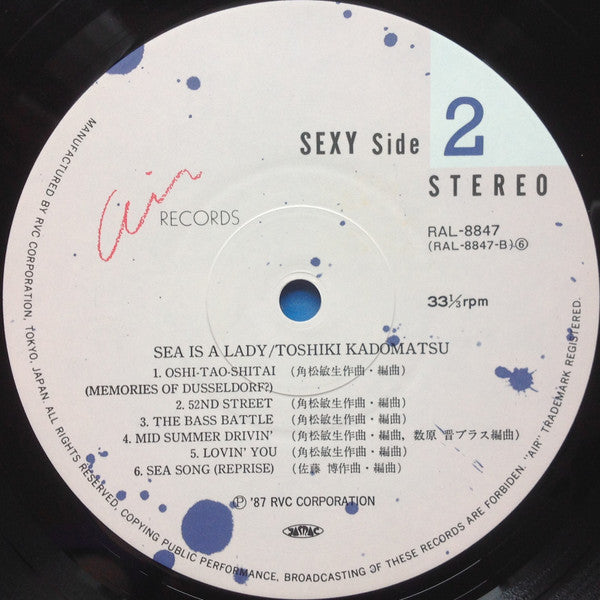 SEXY Side 2
STEREO
Air RECORDS
RAL-8847
(RAL-8847-B)⑥
33⅓rpm
SEA IS A LADY/TOSHIKI KADOMATSU
1. OSHI-TAO-SHITAI (角松敏生作曲・編曲)
(MEMORIES OF DUSSELDORF?)
2. 52ND STREET (角松敏生作曲・編曲)
3. THE BASS BATTLE (角松敏生作曲・編曲)
4. MID SUMMER DRIVIN' (角松敏生作曲・編曲、数原 晋ブラス編曲)
5. LOVIN' YOU (角松敏生作曲・編曲)
6. SEA SONG (REPRISE) (佐藤 博作曲・編曲)
Ⓟ '87 RVC CORPORATION
JASRAC
MANUFACTURED BY RVC CORPORATION, TOKYO, JAPAN. ALL RIGHTS RESERVED, COPYING PUBLIC PERFORMANCE, BROADCASTING OF THESE RECORDS ARE FORBIDEN. "AIR" TRADEMARK REGISTERED.